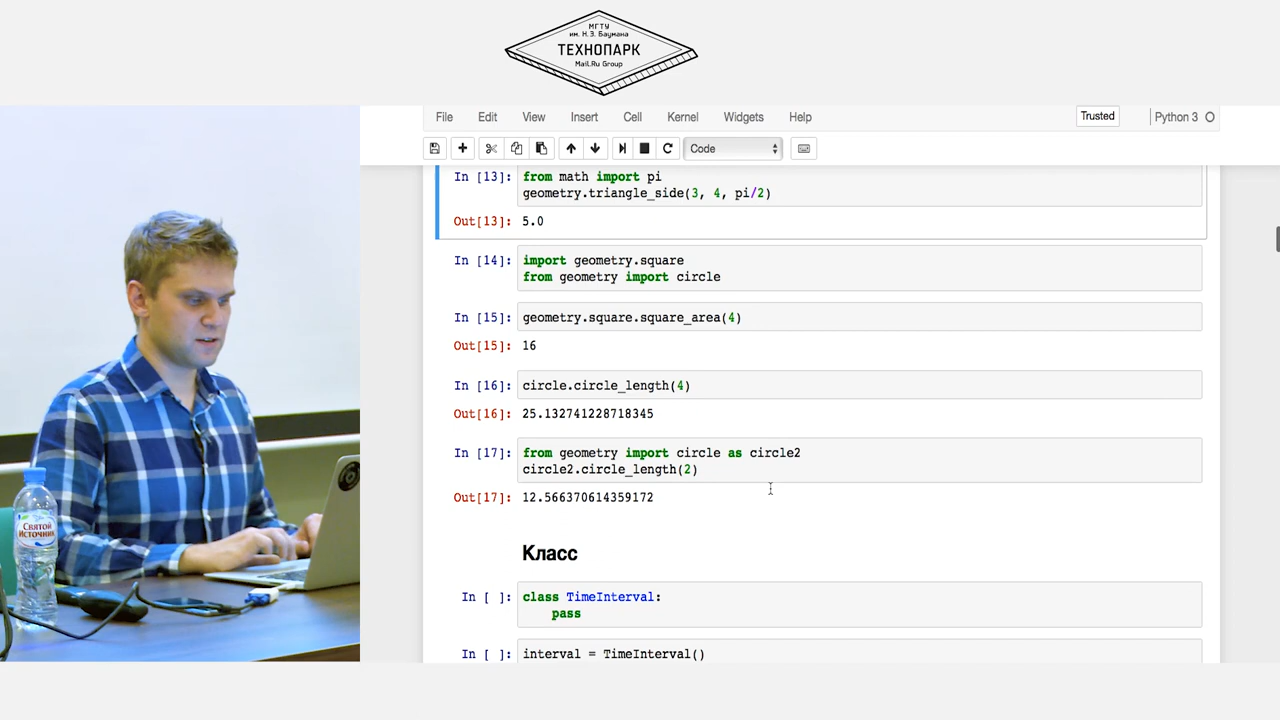 МГТУ
им. Н.Э. Баумана
ТЕХНОПАРК
Mail.Ru Group
File Edit View Insert Cell Kernel Widgets Help Trusted Python 3
Code
In [13]: from math import pi
geometry.triangle_side(3, 4, pi/2)
Out[13]: 5.0
In [14]: import geometry.square
from geometry import circle
In [15]: geometry.square.square_area(4)
Out[15]: 16
In [16]: circle.circle_length(4)
Out[16]: 25.132741228718345
In [17]: from geometry import circle as circle2
circle2.circle_length(2)
Out[17]: 12.566370614359172
Класс
In [ ]: class TimeInterval:
pass
In [ ]: interval = TimeInterval()
СВЯТОЙ
ИСТОЧНИК